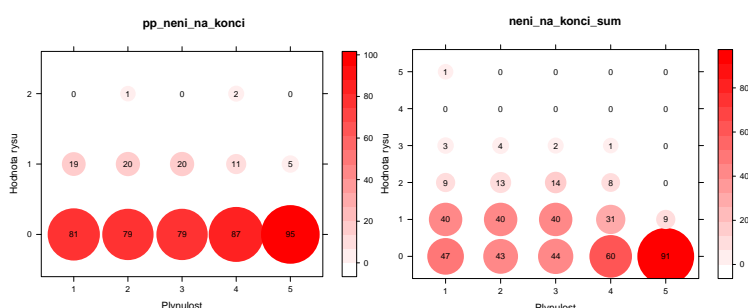 pp_neni_na_konci
neni_na_konci_sum
Hodnota rysu
2 0 1 0 2 0
1 19 20 20 11 5
0 81 79 79 87 95
1 2 3 4 5
Plynulost
100
80
60
40
20
0
Hodnota rysu
5 1 0 0 0 0
4 0 0 0 0 0
3 3 4 2 1 0
2 9 13 14 8 0
1 40 40 40 31 9
0 47 43 44 60 91
1 2 3 4 5
Plynulost
80
60
40
20
0